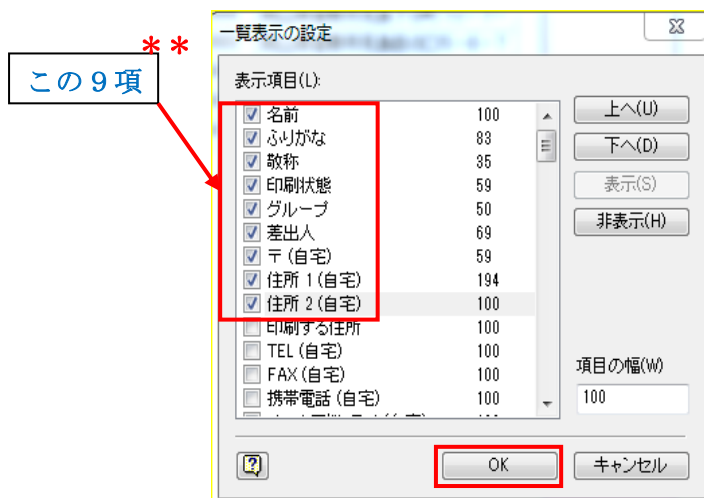 一覧表示の設定
**
この9項
表示項目(L):
名前 100
ふりがな 83
敬称 35
印刷状態 59
グループ 50
差出人 69
〒(自宅) 59
住所1(自宅) 194
住所2(自宅) 100
印刷する住所 100
TEL(自宅) 100
FAX(自宅) 100
携帯電話(自宅) 100
上へ(U)
下へ(D)
表示(S)
非表示(H)
項目の幅(W)
100
OK
キャンセル